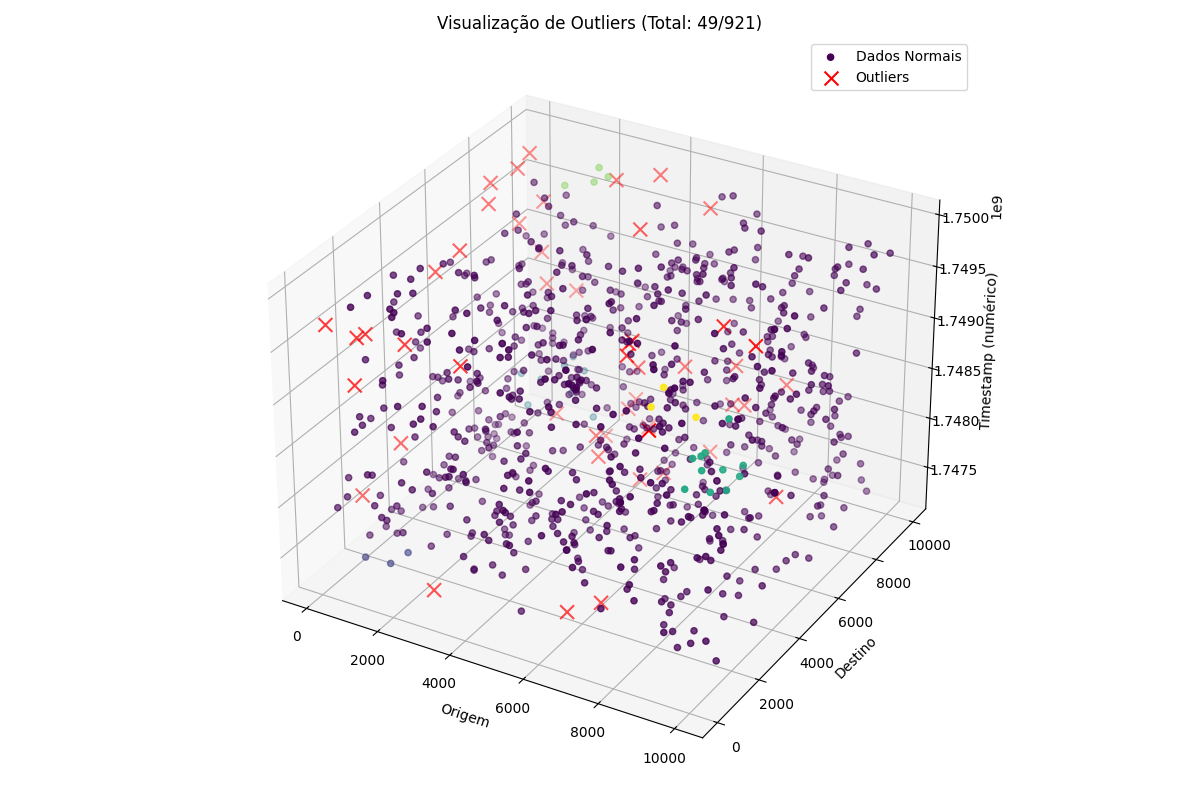 Visualização de Outliers (Total: 49/921)
Dados Normais
Outliers
1e9
1.7500
1.7495
1.7490
1.7485
1.7480
1.7475
Timestamp (numérico)
10000
8000
6000
4000
2000
0
Destino
0
2000
4000
6000
8000
10000
Origem